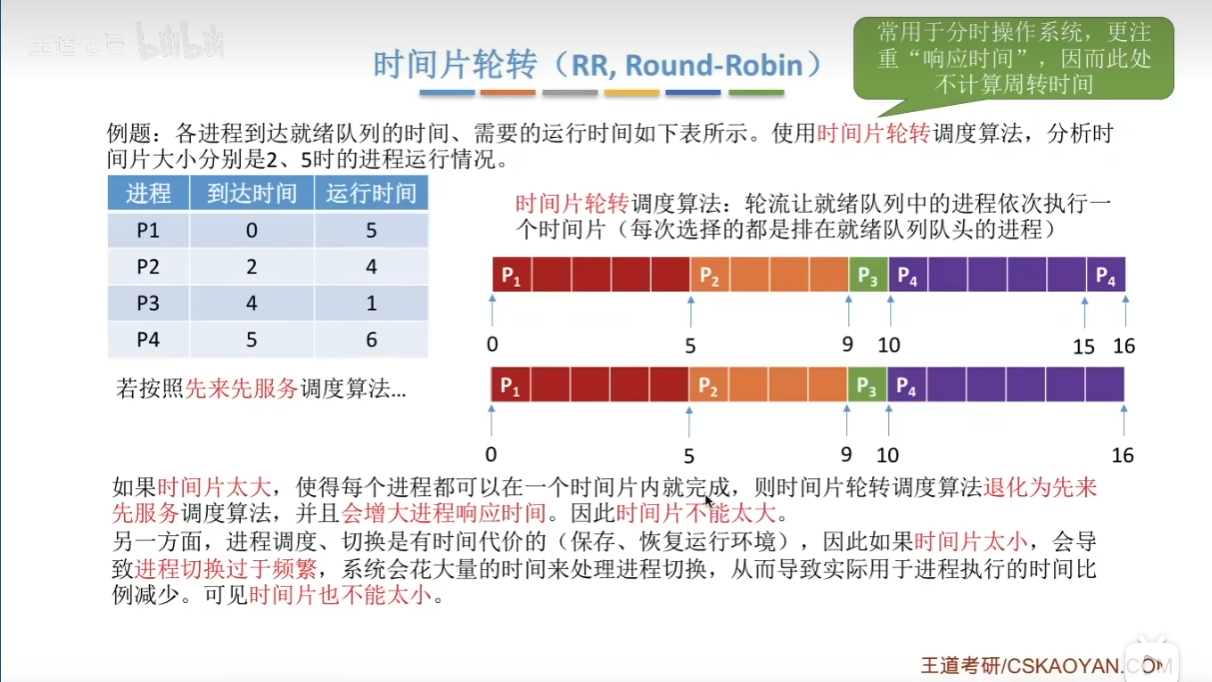 王道论坛 bilibili
时间片轮转（RR, Round-Robin）
常用于分时操作系统，更注
重“响应时间”，因而此处
不计算周转时间
例题：各进程到达就绪队列的时间、需要的运行时间如下表所示。使用时间片轮转调度算法，分析时
间片大小分别是2、5时的进程运行情况。
进程 到达时间 运行时间
P1 0 5
P2 2 4
P3 4 1
P4 5 6
若按照先来先服务调度算法...
时间片轮转调度算法：轮流让就绪队列中的进程依次执行一
个时间片（每次选择的都是排在就绪队列队头的进程）
P1 P2 P3 P4 P4
0 5 9 10 15 16
P1 P2 P3 P4
0 5 9 10 16
如果时间片太大，使得每个进程都可以在一个时间片内就完成，则时间片轮转调度算法退化为先来
先服务调度算法，并且会增大进程响应时间。因此时间片不能太大。
另一方面，进程调度、切换是有时间代价的（保存、恢复运行环境），因此如果时间片太小，会导
致进程切换过于频繁，系统会花大量的时间来处理进程切换，从而导致实际用于进程执行的时间比
例减少。可见时间片也不能太小。
王道考研/CSKAOYAN.COM